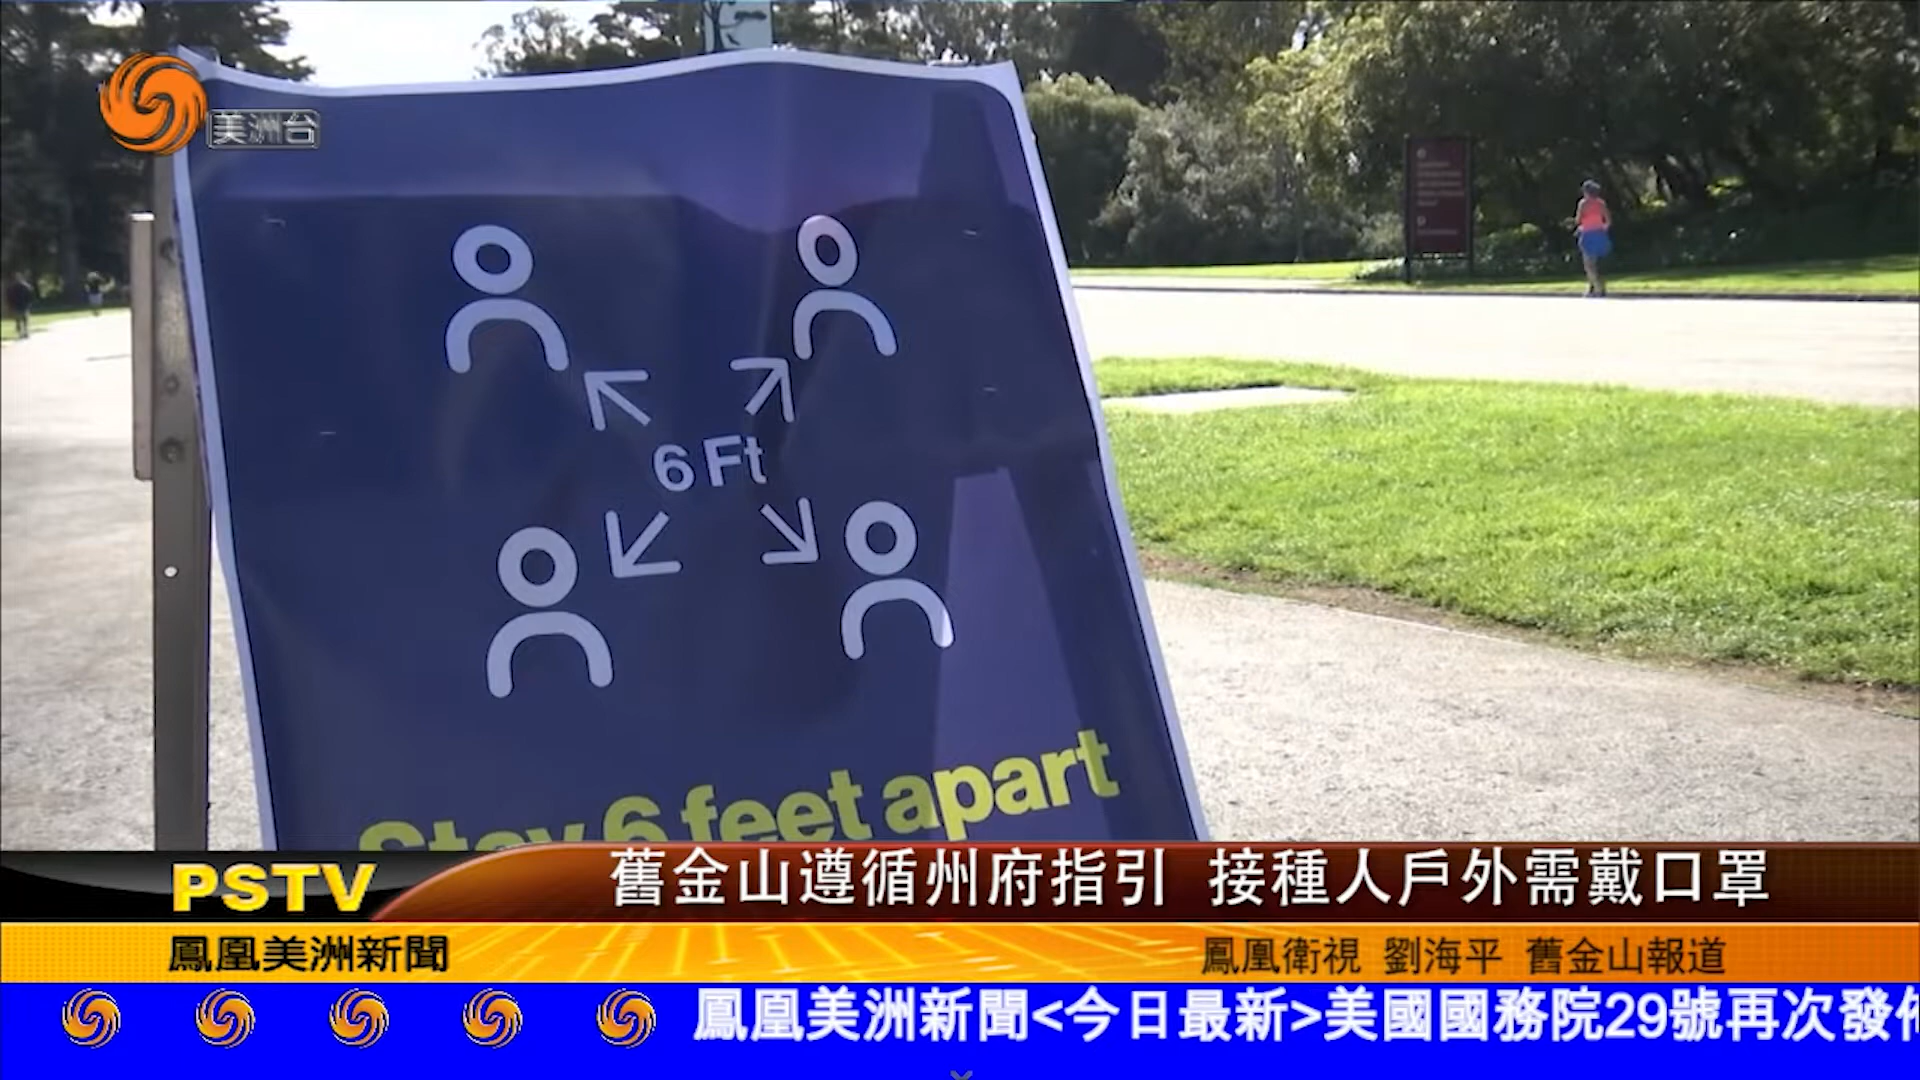 美洲台
6 Ft
Stay 6 feet apart
PSTV
舊金山遵循州府指引 接種人戶外需戴口罩
鳳凰美洲新聞
鳳凰衛視 劉海平 舊金山報道
鳳凰美洲新聞<今日最新>美國國務院29號再次發佈